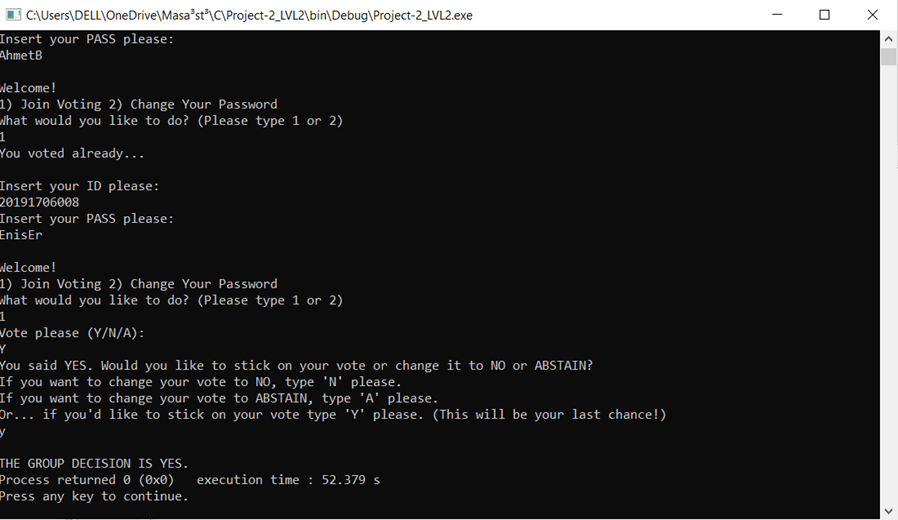 C:\Users\DELL\OneDrive\Masa³st³\C\Project-2_LVL2\bin\Debug\Project-2_LVL2.exe
Insert your PASS please:
AhmetB
Welcome!
1) Join Voting 2) Change Your Password
What would you like to do? (Please type 1 or 2)
1
You voted already...
Insert your ID please:
20191706008
Insert your PASS please:
EnisEr
Welcome!
1) Join Voting 2) Change Your Password
What would you like to do? (Please type 1 or 2)
1
Vote please (Y/N/A):
Y
You said YES. Would you like to stick on your vote or change it to NO or ABSTAIN?
If you want to change your vote to NO, type 'N' please.
If you want to change your vote to ABSTAIN, type 'A' please.
Or... if you'd like to stick on your vote type 'Y' please. (This will be your last chance!)
y
THE GROUP DECISION IS YES.
Process returned 0 (0x0)   execution time : 52.379 s
Press any key to continue.